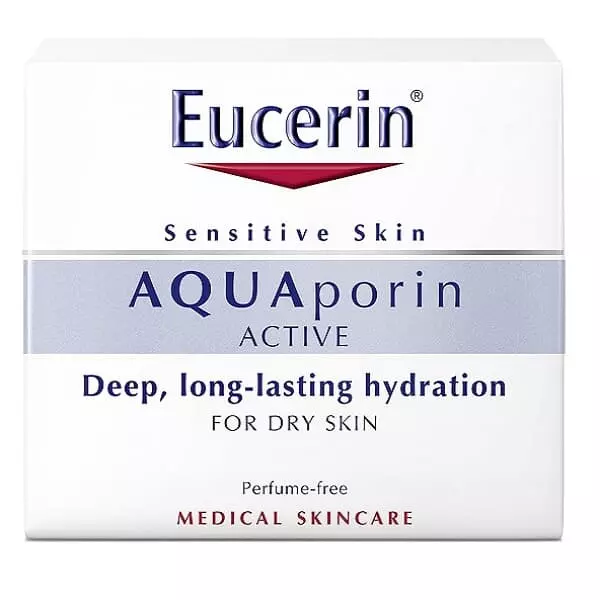 Eucerin®
Sensitive Skin
AQUAporin
ACTIVE
Deep, long-lasting hydration
FOR DRY SKIN
Perfume-free
MEDICAL SKINCARE